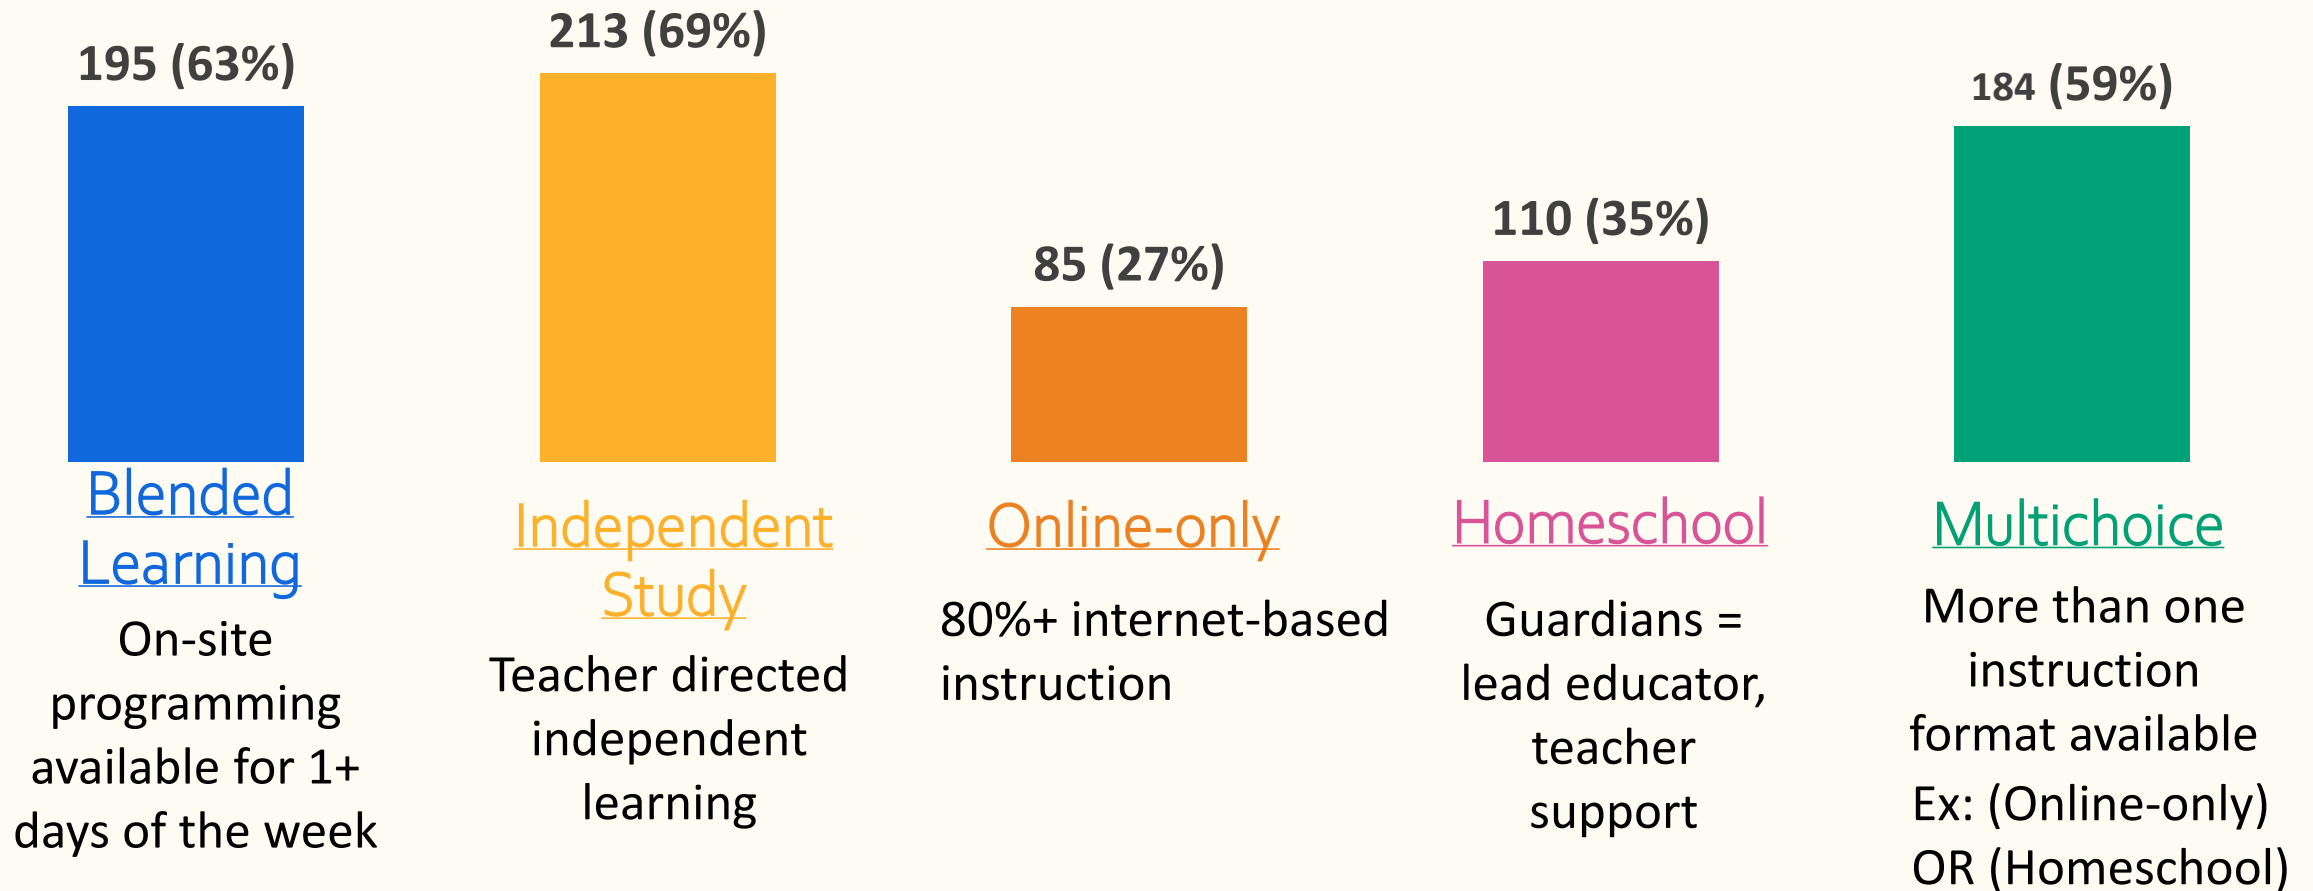 195 (63%)
Blended
Learning
On-site
programming
available for 1+
days of the week
213 (69%)
Independent
Study
Teacher directed
independent
learning
85 (27%)
Online-only
80%+ internet-based
instruction
110 (35%)
Homeschool
Guardians =
lead educator,
teacher
support
184 (59%)
Multichoice
More than one
instruction
format available
Ex: (Online-only)
OR (Homeschool)